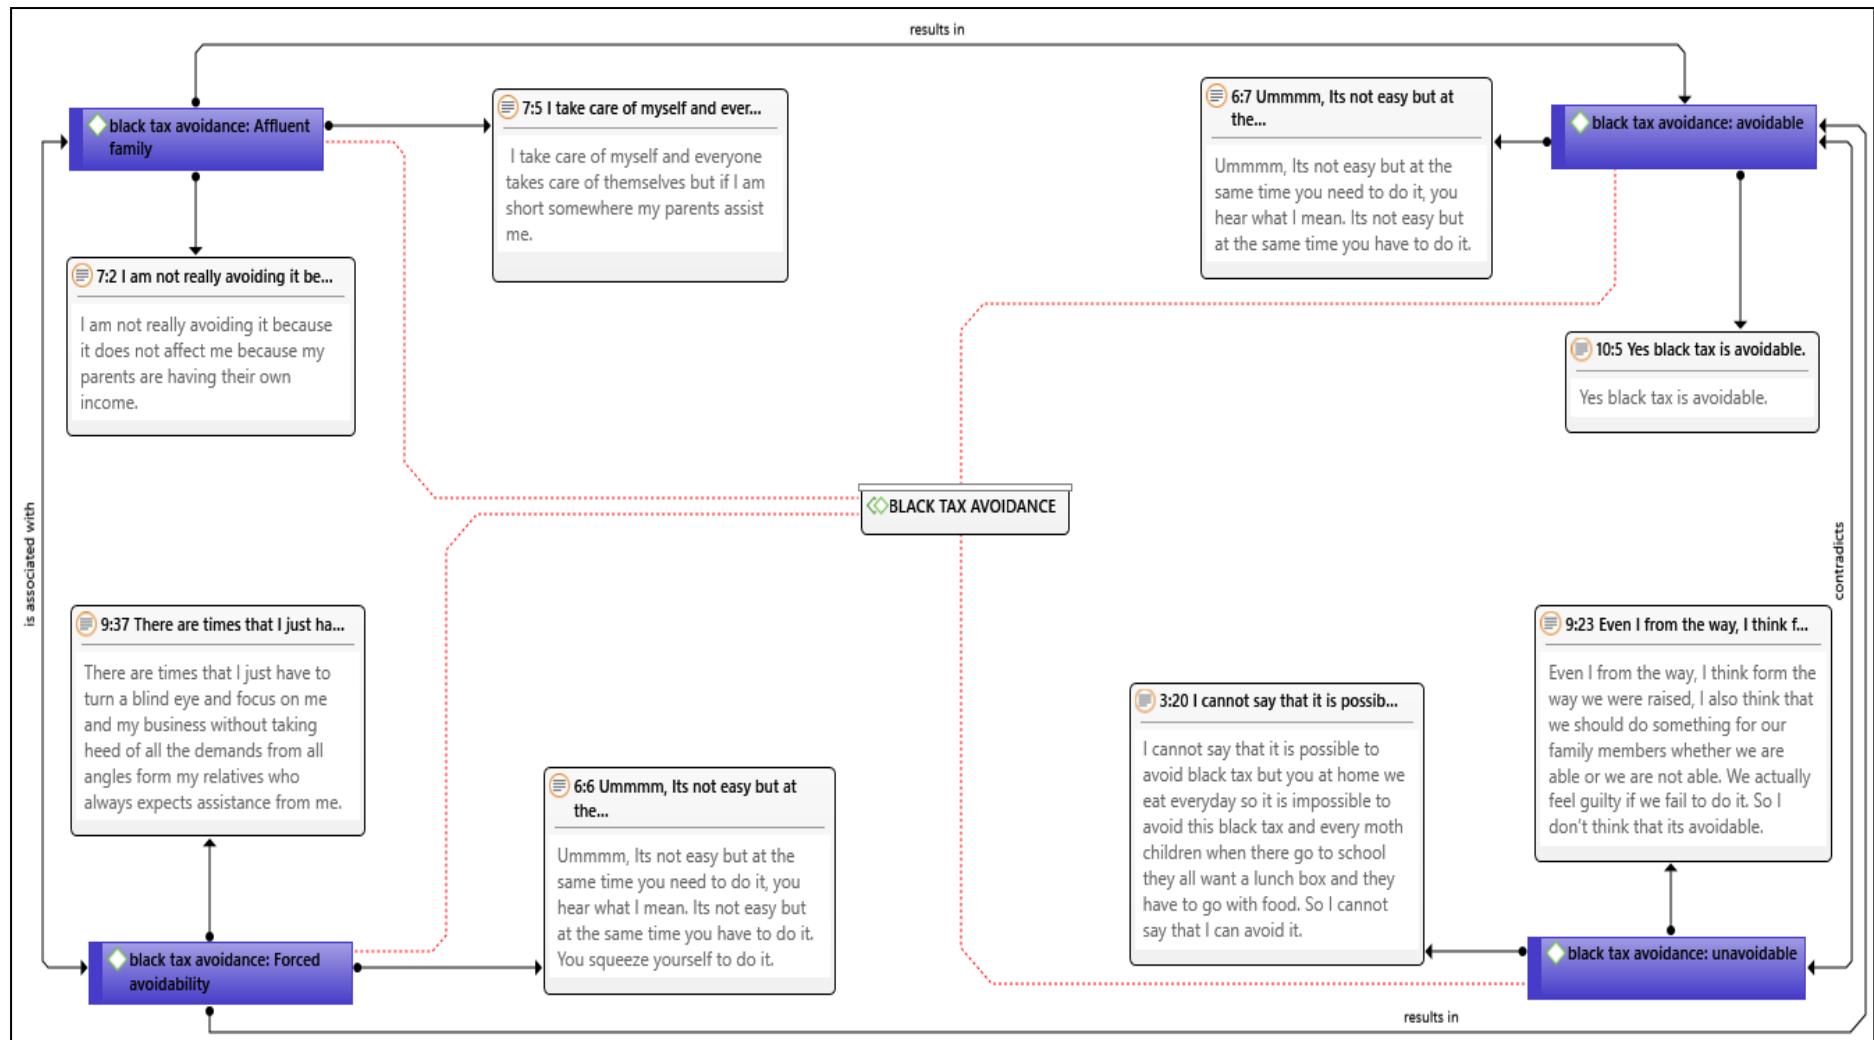 results in
black tax avoidance: Affluent
family
7:5 I take care of myself and ever...
I take care of myself and everyone
takes care of themselves but if I am
short somewhere my parents assist
me.
6:7 Ummmm, Its not easy but at
the...
Ummmm, Its not easy but at the
same time you need to do it, you
hear what I mean. Its not easy but
at the same time you have to do it.
black tax avoidance: avoidable
7:2 I am not really avoiding it be...
I am not really avoiding it because
it does not affect me because my
parents are having their own
income.
10:5 Yes black tax is avoidable.
Yes black tax is avoidable.
BLACK TAX AVOIDANCE
is associated with
contradicts
9:37 There are times that I just ha...
There are times that I just have to
turn a blind eye and focus on me
and my business without taking
heed of all the demands from all
angles form my relatives who
always expects assistance from me.
6:6 Ummmm, Its not easy but at
the...
Ummmm, Its not easy but at the
same time you need to do it, you
hear what I mean. Its not easy but
at the same time you have to do it.
You squeeze yourself to do it.
3:20 I cannot say that it is possib...
I cannot say that it is possible to
avoid black tax but you at home we
eat everyday so it is impossible to
avoid this black tax and every moth
children when there go to school
they all want a lunch box and they
have to go with food. So I cannot
say that I can avoid it.
9:23 Even I from the way, I think f...
Even I from the way, I think form the
way we were raised, I also think that
we should do something for our
family members whether we are
able or we are not able. We actually
feel guilty if we fail to do it. So I
don't think that its avoidable.
black tax avoidance: Forced
avoidability
black tax avoidance: unavoidable
results in